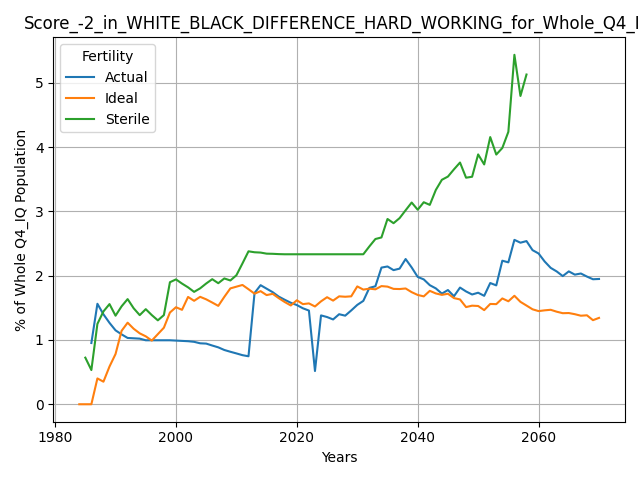 Score_-2_in_WHITE_BLACK_DIFFERENCE_HARD_WORKING_for_Whole_Q4_I
Fertility
Actual
Ideal
Sterile
% of Whole Q4_IQ Population
5
4
3
2
1
0
1980 2000 2020 2040 2060
Years